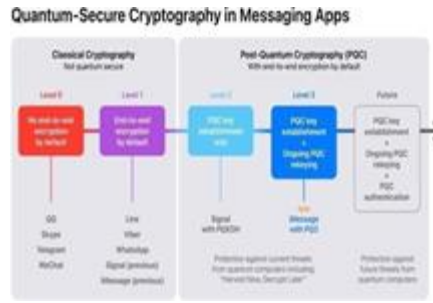 Quantum-Secure Cryptography in Messaging Apps
Classical Cryptography
Not quantum secure
Post-Quantum Cryptography (PQC)
With end-to-end encryption by default
Level 0
Level 1
Level 2
Level 3
Future
No end-to-end
encryption
by default
End-to-end
encryption
by default
PQC key
establishment
only
PQC key
establishment
+
Ongoing PQC
rekeying
PQC key
establishment
+
Ongoing PQC
rekeying
+
PQC
authentication
QQ
Skype
Telegram
WeChat
Line
Viber
WhatsApp
Signal (previous)
iMessage (previous)
Signal
with PQXDH
iMessage
with PQ3
Protection against current threats
from quantum computers including
"Harvest Now, Decrypt Later"
Protection against
future threats from
quantum computers